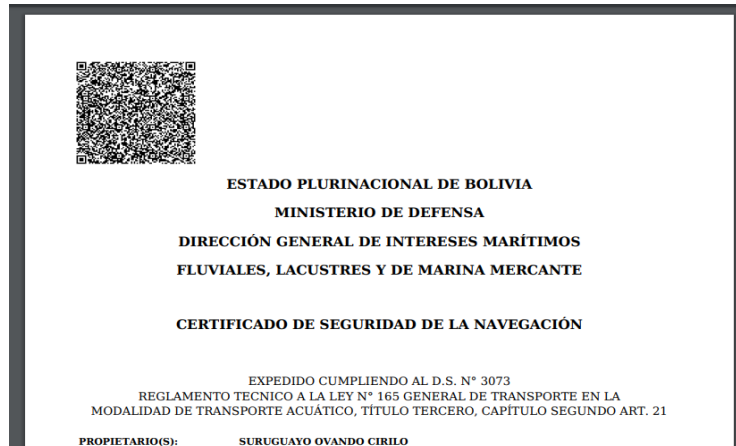 ESTADO PLURINACIONAL DE BOLIVIA
MINISTERIO DE DEFENSA
DIRECCIÓN GENERAL DE INTERESES MARÍTIMOS
FLUVIALES, LACUSTRES Y DE MARINA MERCANTE
CERTIFICADO DE SEGURIDAD DE LA NAVEGACIÓN
EXPEDIDO CUMPLIENDO AL D.S. N° 3073
REGLAMENTO TECNICO A LA LEY N° 165 GENERAL DE TRANSPORTE EN LA
MODALIDAD DE TRANSPORTE ACUÁTICO, TÍTULO TERCERO, CAPÍTULO SEGUNDO ART. 21
PROPIETARIO(S): SURUGUAYO OVANDO CIRILO